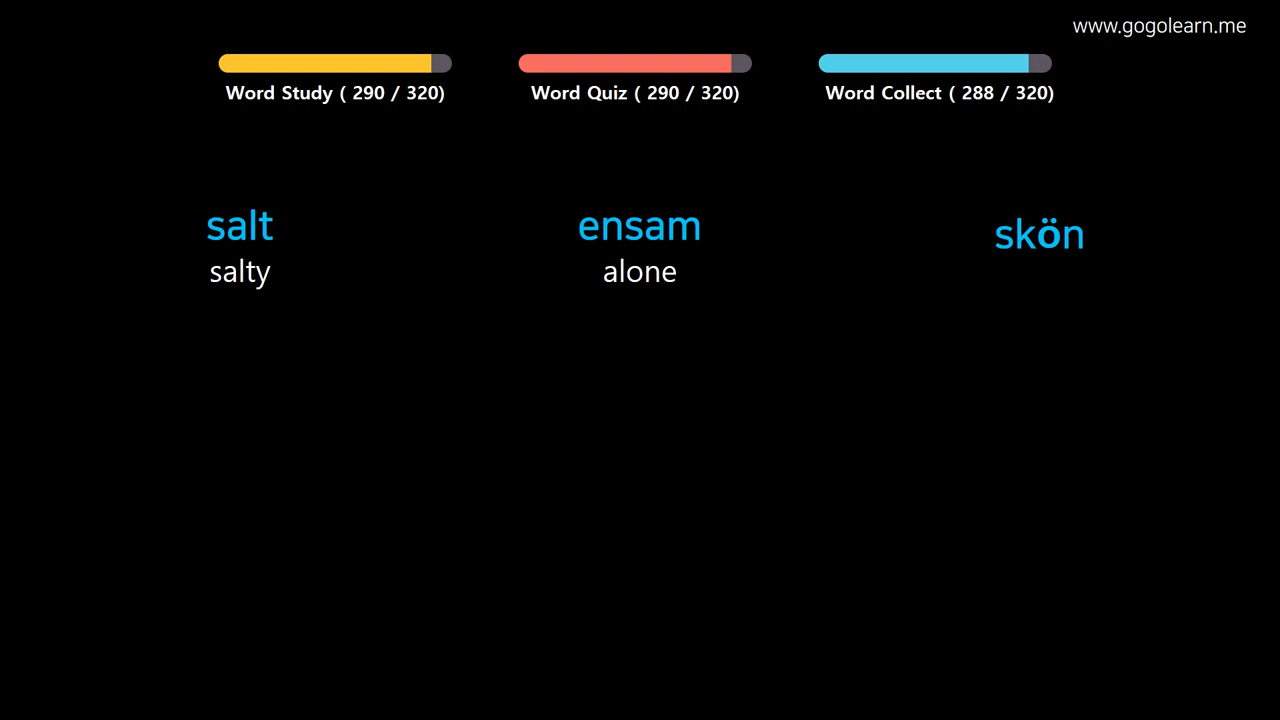 www.gogolearn.me
Word Study ( 290 / 320)
Word Quiz ( 290 / 320)
Word Collect ( 288 / 320)
salt
salty
ensam
alone
skön